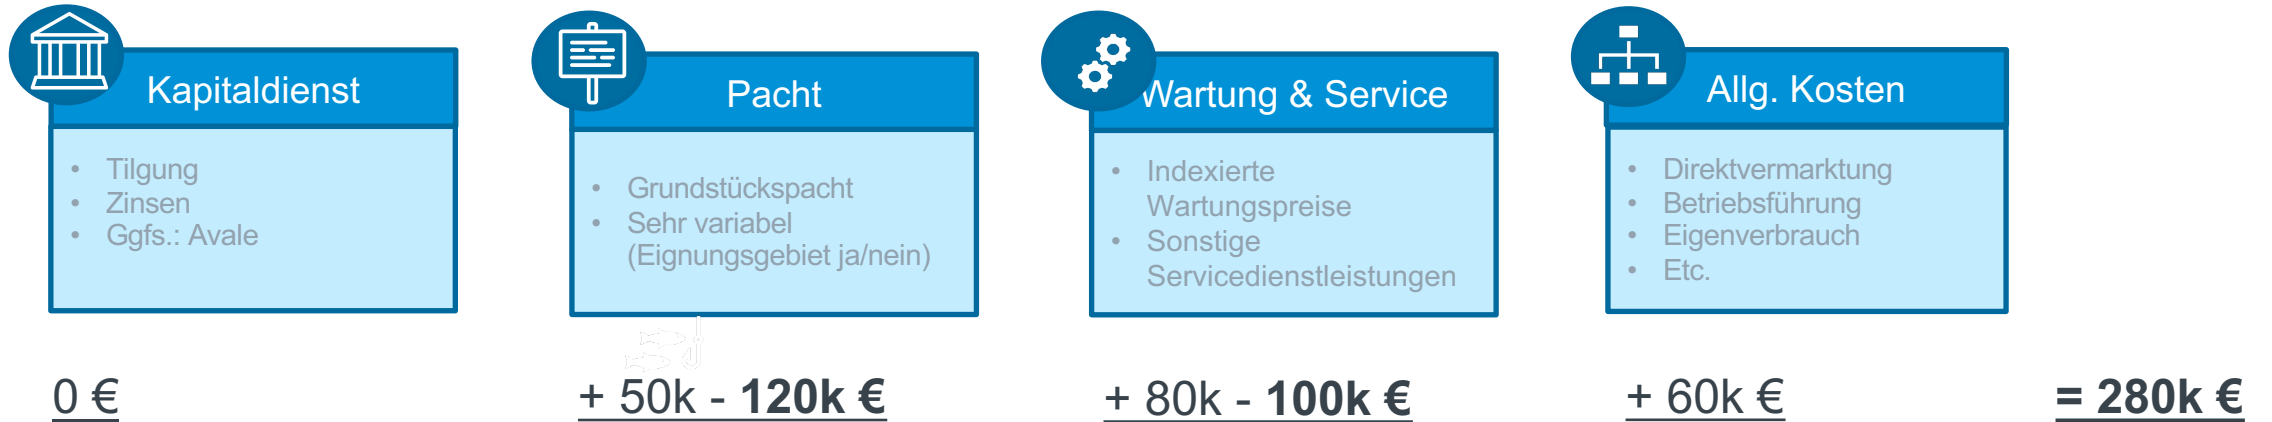 Kapitaldienst
• Tilgung
• Zinsen
• Ggfs.: Avale
0 €
Pacht
• Grundstückspacht
• Sehr variabel
(Eignungsgebiet ja/nein)
+ 50k - 120k €
Wartung & Service
• Indexierte
Wartungspreise
• Sonstige
Servicedienstleistungen
+ 80k - 100k €
Allg. Kosten
• Direktvermarktung
• Betriebsführung
• Eigenverbrauch
• Etc.
+ 60k €
= 280k €